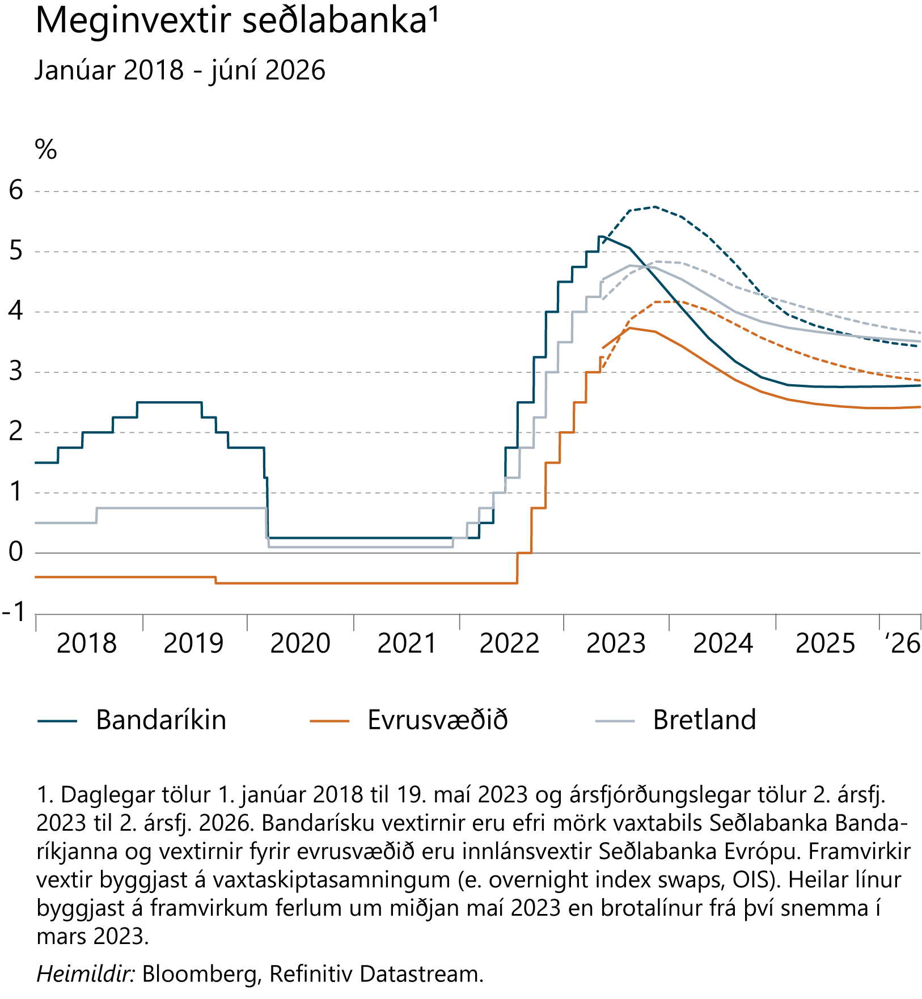 Meginvextir seðlabanka¹
Janúar 2018 - júní 2026
%
6
5
4
3
2
1
0
-1
2018 2019 2020 2021 2022 2023 2024 2025 ‘26
Bandaríkin Evrusvæðið Bretland
1. Daglegar tölur 1. janúar 2018 til 19. maí 2023 og ársfjórðungslegar tölur 2. ársfj.
2023 til 2. ársfj. 2026. Bandarísku vextirnir eru efri mörk vaxtabils Seðlabanka Banda-
ríkjanna og vextirnir fyrir evrusvæðið eru innlánsvextir Seðlabanka Evrópu. Framvirkir
vextir byggjast á vaxtaskiptasamningum (e. overnight index swaps, OIS). Heilar línur
byggjast á framvirkum ferlum um miðjan maí 2023 en brotalínur frá því snemma í
mars 2023.
Heimildir: Bloomberg, Refinitiv Datastream.